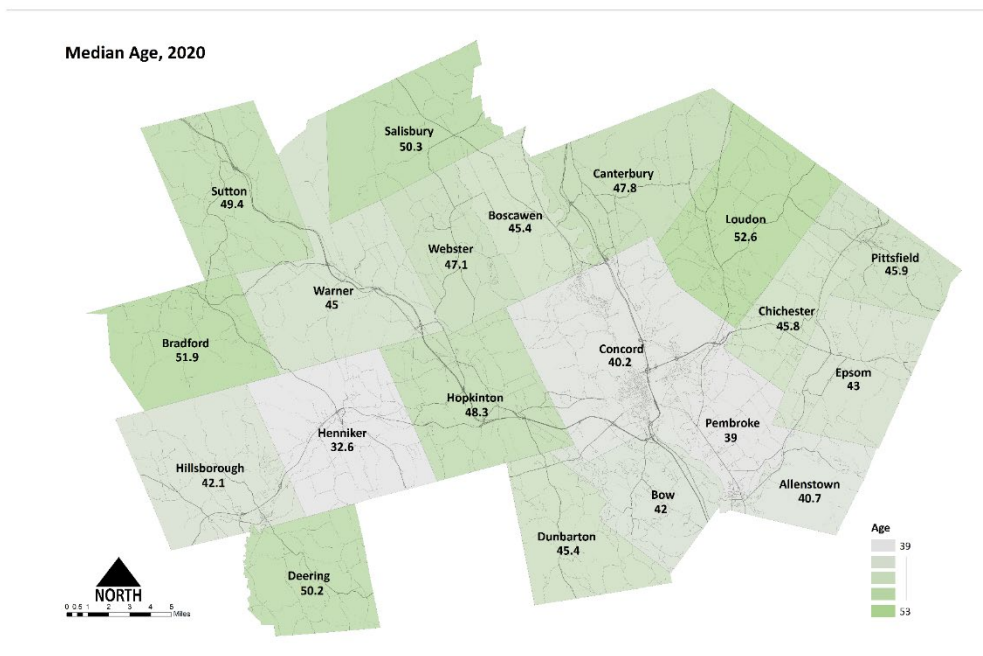 Median Age, 2020
Salisbury
50.3
Sutton
49.4
Canterbury
47.8
Boscawen
45.4
Loudon
52.6
Webster
47.1
Pittsfield
45.9
Warner
45
Chichester
45.8
Bradford
51.9
Concord
40.2
Epsom
43
Hopkinton
48.3
Henniker
32.6
Pembroke
39
Hillsborough
42.1
Allenstown
40.7
Bow
42
Dunbarton
45.4
Deering
50.2
Age
39
53
NORTH
0 0.5 1 2 3 4 5
Miles